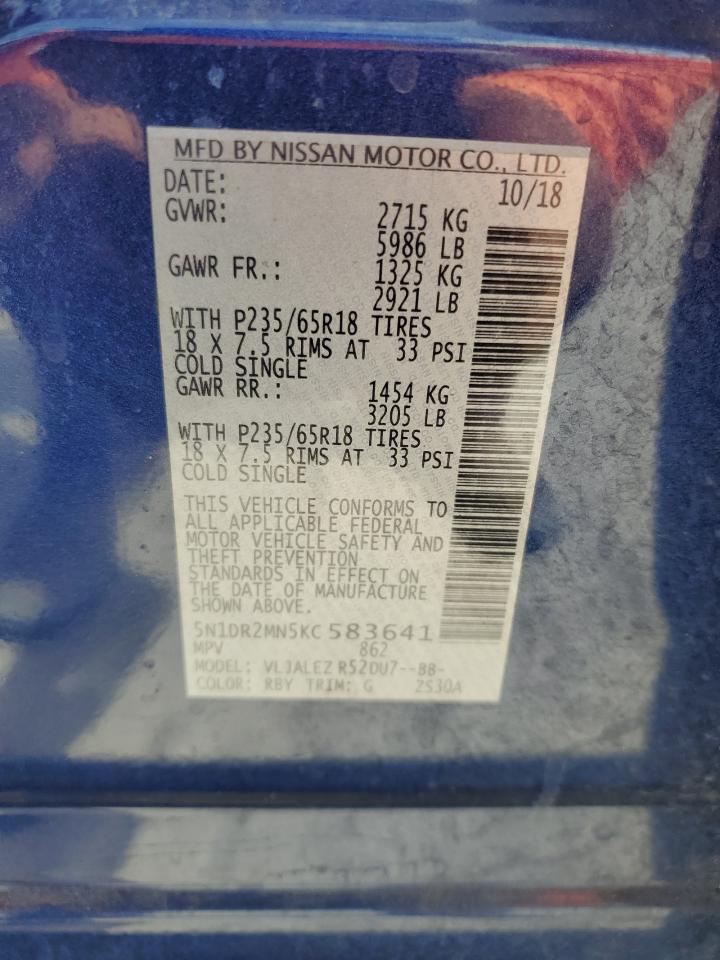 MFD BY NISSAN MOTOR CO., LTD.
DATE: 10/18
GVWR: 2715 KG
5986 LB
GAWR FR.: 1325 KG
2921 LB
WITH P235/65R18 TIRES
18 X 7.5 RIMS AT 33 PSI
COLD SINGLE
GAWR RR.: 1454 KG
3205 LB
WITH P235/65R18 TIRES
18 X 7.5 RIMS AT 33 PSI
COLD SINGLE
THIS VEHICLE CONFORMS TO
ALL APPLICABLE FEDERAL
MOTOR VEHICLE SAFETY AND
THEFT PREVENTION
STANDARDS IN EFFECT ON
THE DATE OF MANUFACTURE
SHOWN ABOVE.
5N1DR2MN5KC 583641
MPV 862
MODEL: VLJALEZ R52DU7--BB-
COLOR: RBY TRIM: G 2S30A